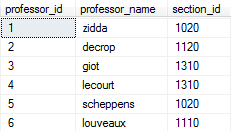 professor_id professor_name section_id
1 zidda 1020
2 decrop 1120
3 giot 1310
4 lecourt 1310
5 scheppens 1020
6 louveaux 1110